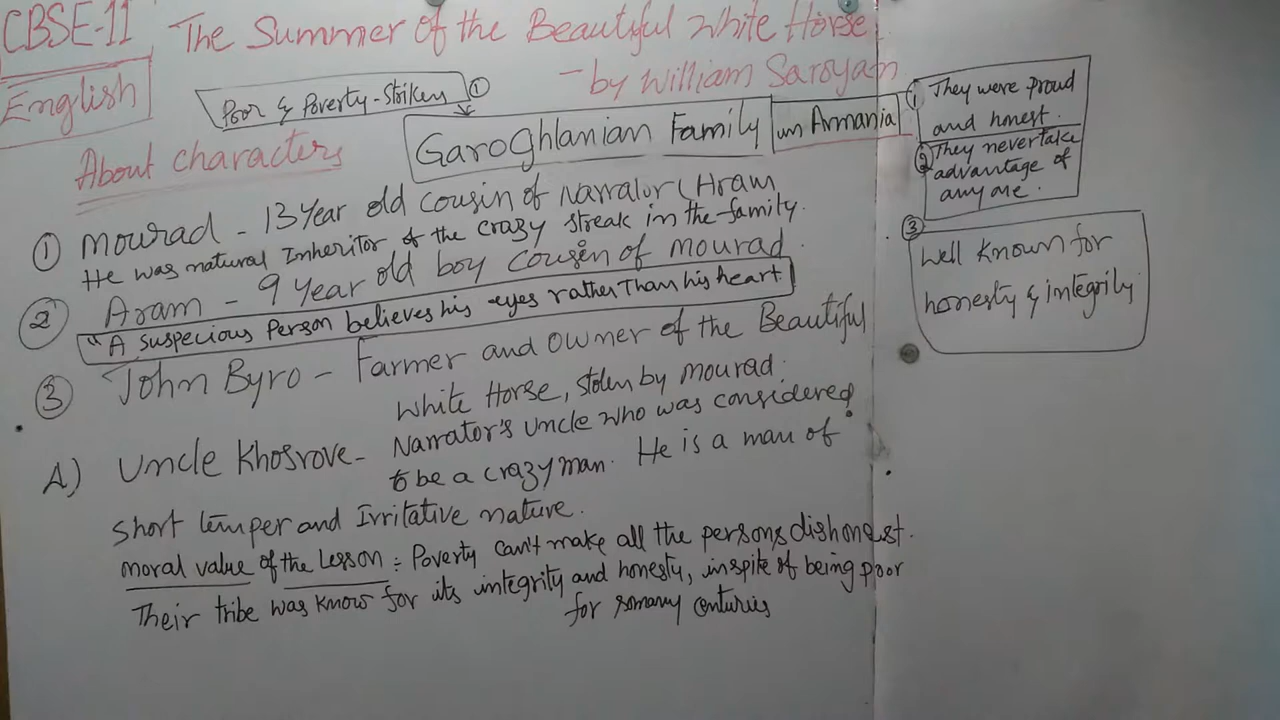 CBSE-11 The Summer of the Beautiful White Horse
English
- by William Saroyan
Poor & Poverty-Striken ①
Garoghlanian Family in Armania
About characters
① They were proud
and honest.
② They never take
advantage of
any one.
③
Well Known for
honesty & integrity
① Mourad - 13 Year old cousin of Narrator (Hram
He was natural Inheritor of the crazy streak in the family.
② Aram - 9 Year old boy cousin of mourad.
"A suspecious Person believes his eyes rather Than his heart.
③ John Byro - Farmer and owner of the Beautiful
White Horse, stolen by mourad.
A) Uncle Khosrove - Narrator's Uncle who was considered
to be a crazy man. He is a man of
short temper and Irritative nature.
moral value of the Lesson: Poverty can't make all the persons dishonest.
Their tribe was know for its integrity and honesty, inspite of being poor
for so many centuries